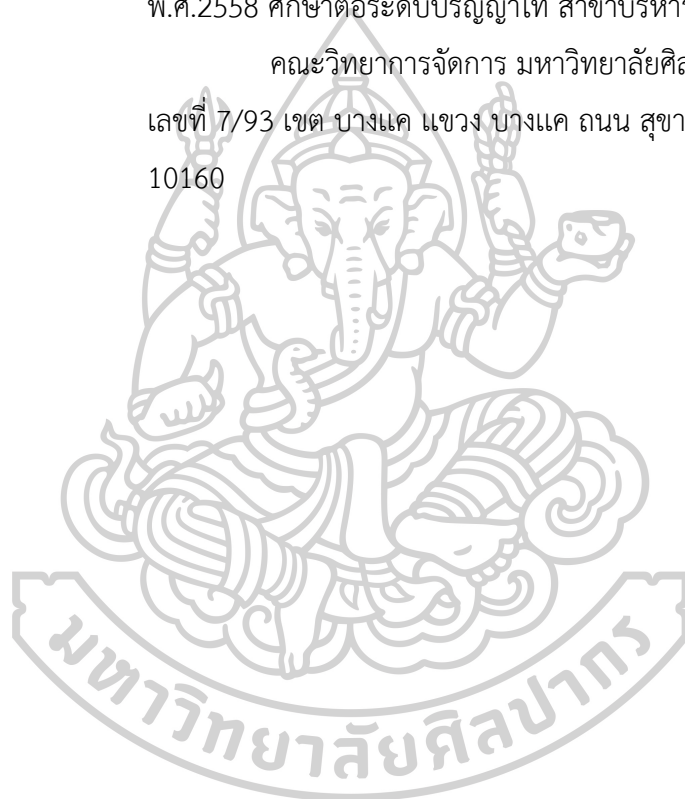 พ.ศ.2558 ศึกษาต่อระดับปริญญาโท สาขาบริหาร
คณะวิทยาการจัดการ มหาวิทยาลัยศิล
เลขที่ 7/93 เขต บางแค แขวง บางแค ถนน สุขา
10160
มหาวิทยาลัยศิลปากร